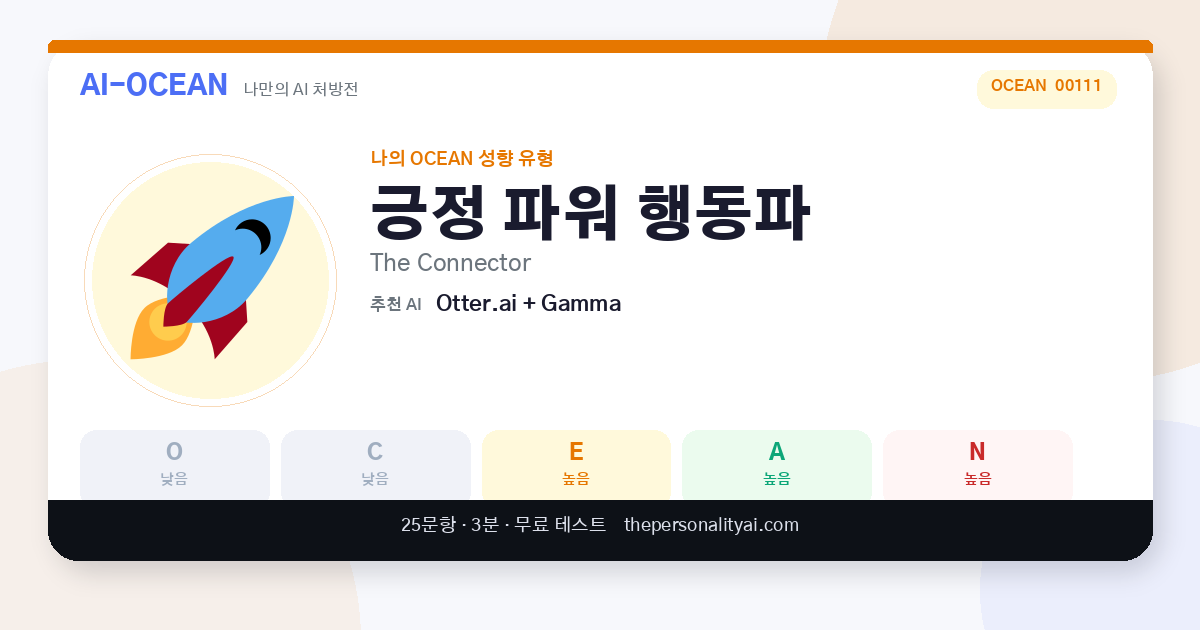 AI-OCEAN 나만의 AI 처방전
OCEAN 00111
나의 OCEAN 성향 유형
긍정 파워 행동파
The Connector
추천 AI Otter.ai + Gamma
O C E A N
낮음 낮음 높음 높음 높음
25문항 · 3분 · 무료 테스트 thepersonalityai.com